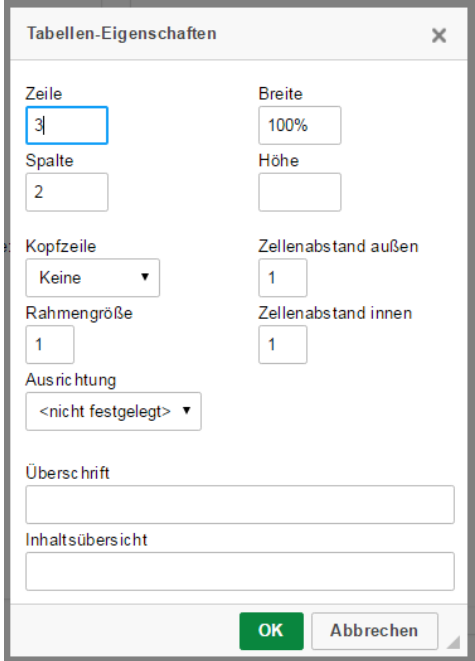 Tabellen-Eigenschaften
Zeile Breite
3 100%
Spalte Höhe
2
Kopfzeile Zellenabstand außen
Keine 1
Rahmengröße Zellenabstand innen
1 1
Ausrichtung
<nicht festgelegt>
Überschrift
Inhaltsübersicht
OK Abbrechen